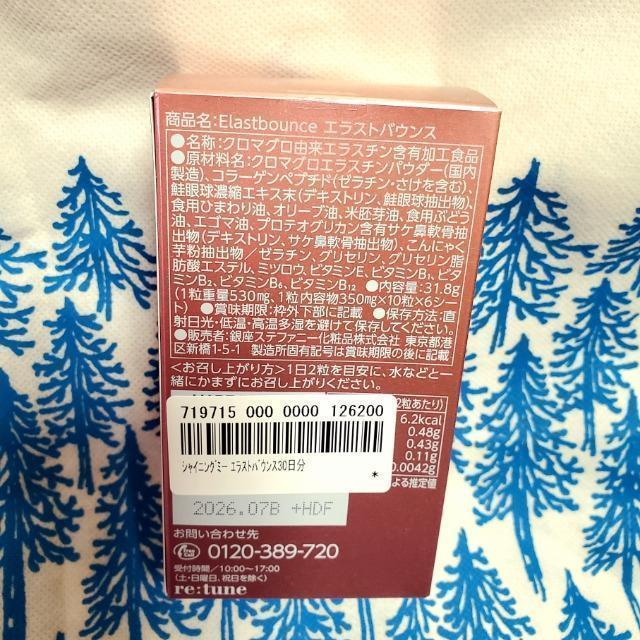 商品名:Elastbounce エラストバウンス
●名称:クロマグロ由来エラスチン含有加工食品
●原材料名:クロマグロエラスチンパウダー(国内
製造)、コラーゲンペプチド(ゼラチン・さけを含む)、
鮭眼球濃縮エキス末(デキストリン、鮭眼球抽出物)、
食用ひまわり油、オリーブ油、米胚芽油、食用ぶどう
油、エゴマ油、プロテオグリカン含有サケ鼻軟骨抽
出物(デキストリン、サケ鼻軟骨抽出物)、こんにゃく
芋粉抽出物/ゼラチン、グリセリン、グリセリン脂
肪酸エステル、ミツロウ、ビタミンE、ビタミンB₁、ビタ
ミンB₂、ビタミンB₆、ビタミンB₁₂ ●内容量:31.8g
(1粒重量530mg、1粒内容物350mg×10粒×6シー
ト) ●賞味期限:枠外下部に記載 ●保存方法:直
射日光・低温・高温多湿を避けて保存してください。
●販売者:銀座ステファニー化粧品株式会社 東京都港
区新橋1-5-1 製造所固有記号は賞味期限の後に記載
<お召し上がり方>1日2粒を目安に、水などと一
緒にかまずにお召し上がりください。
2粒あたり)
719715 000 0000 126200
6.2kcal
0.48g
0.43g
0.11g
0.0042g
シャイニングミー エラストバウンス30日分
*
よる推定値
2026.07B +HDF
お問い合わせ先
0120-389-720
受付時間/10:00〜17:00
(土・日曜日、祝日を除く)
re:tune